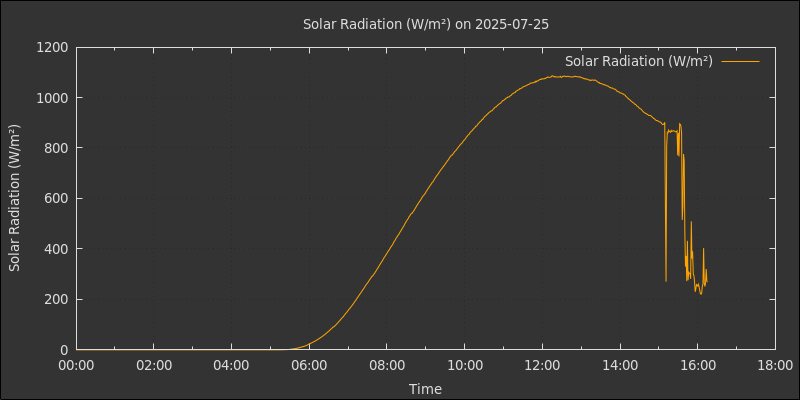 Solar Radiation (W/m²) on 2025-07-25
Solar Radiation (W/m²)
1200
1000
800
600
400
200
0
Solar Radiation (W/m²)
00:00 02:00 04:00 06:00 08:00 10:00 12:00 14:00 16:00 18:00
Time